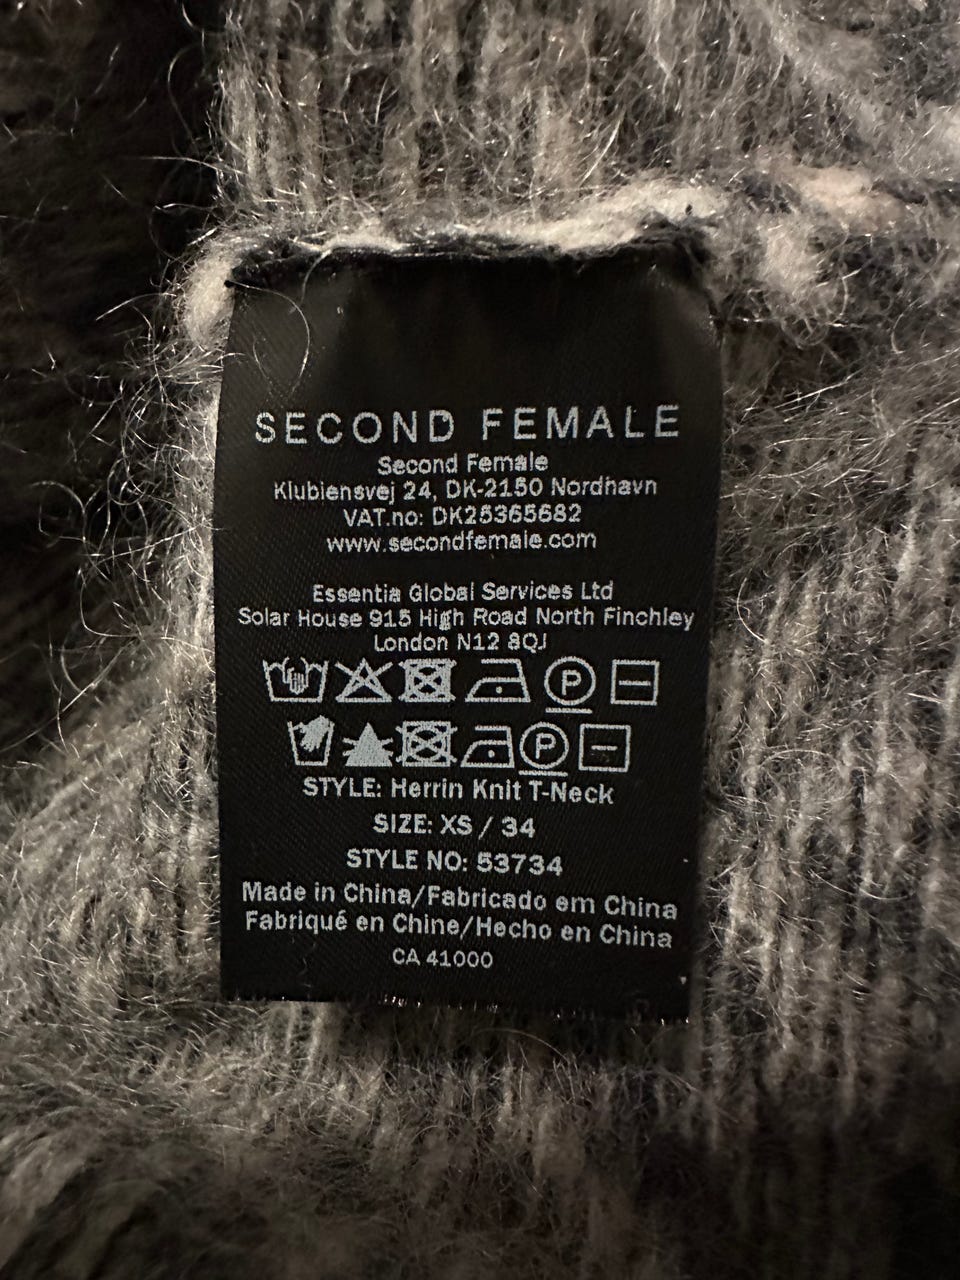 SECOND FEMALE
Second Female
Klubiensvej 24, DK-2150 Nordhavn
VAT.no: DK25365682
www.secondfemale.com
Essentia Global Services Ltd
Solar House 915 High Road North Finchley
London N12 8QJ
P
P
STYLE: Herrin Knit T-Neck
SIZE: XS / 34
STYLE NO: 53734
Made in China/Fabricado em China
Fabriqué en Chine/Hecho en China
CA 41000